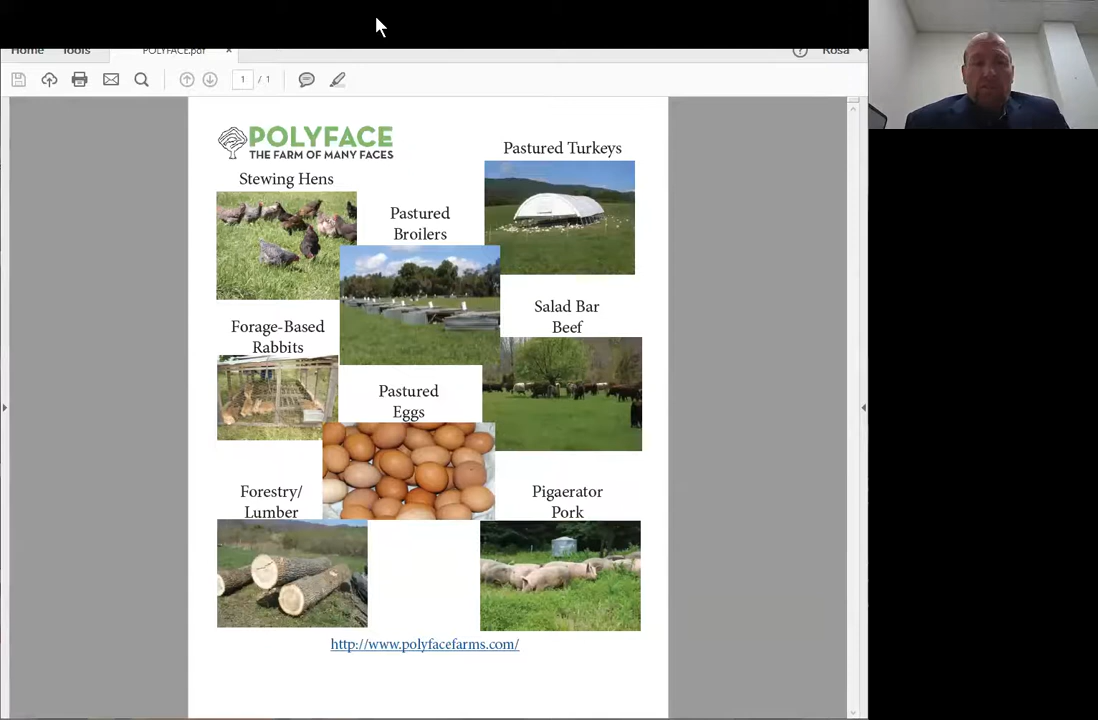 Home Tools POLYFACE.pdf × ? Rosa
1 / 1
POLYFACE
THE FARM OF MANY FACES
Stewing Hens
Pastured Turkeys
Pastured
Broilers
Salad Bar
Beef
Forage-Based
Rabbits
Pastured
Eggs
Forestry/
Lumber
Pigaerator
Pork
http://www.polyfacefarms.com/